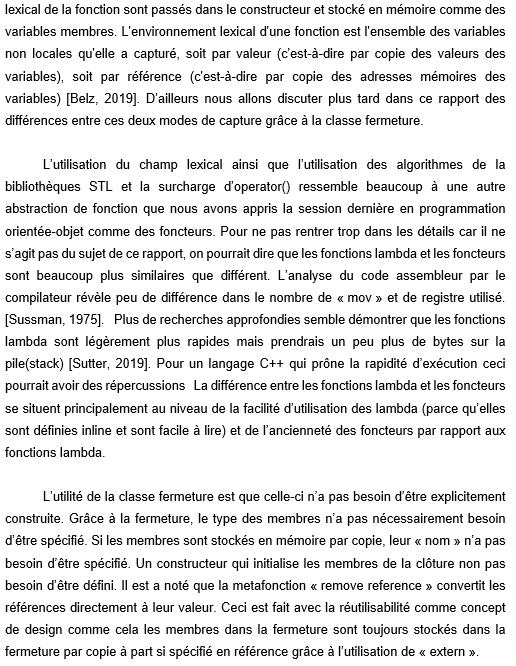 lexical de la fonction sont passés dans le constructeur et stocké en mémoire comme des
variables membres. L'environnement lexical d'une fonction est l'ensemble des variables
non locales qu'elle a capturé, soit par valeur (c'est-à-dire par copie des valeurs des
variables), soit par référence (c'est-à-dire par copie des adresses mémoires des
variables) [Belz, 2019]. D'ailleurs nous allons discuter plus tard dans ce rapport des
différences entre ces deux modes de capture grâce à la classe fermeture.
L'utilisation du champ lexical ainsi que l'utilisation des algorithmes de la
bibliothèques STL et la surcharge d'operator() ressemble beaucoup à une autre
abstraction de fonction que nous avons appris la session dernière en programmation
orientée-objet comme des foncteurs. Pour ne pas rentrer trop dans les détails car il ne
s'agit pas du sujet de ce rapport, on pourrait dire que les fonctions lambda et les foncteurs
sont beaucoup plus similaires que différent. L'analyse du code assembleur par le
compilateur révèle peu de différence dans le nombre de « mov » et de registre utilisé.
[Sussman, 1975]. Plus de recherches approfondies semble démontrer que les fonctions
lambda sont légèrement plus rapides mais prendrais un peu plus de bytes sur la
pile(stack) [Sutter, 2019]. Pour un langage C++ qui prône la rapidité d'exécution ceci
pourrait avoir des répercussions La différence entre les fonctions lambda et les foncteurs
se situent principalement au niveau de la facilité d'utilisation des lambda (parce qu'elles
sont définies inline et sont facile à lire) et de l'ancienneté des foncteurs par rapport aux
fonctions lambda.
L'utilité de la classe fermeture est que celle-ci n'a pas besoin d'être explicitement
construite. Grâce à la fermeture, le type des membres n'a pas nécessairement besoin
d'être spécifié. Si les membres sont stockés en mémoire par copie, leur « nom » n'a pas
besoin d'être spécifié. Un constructeur qui initialise les membres de la clôture non pas
besoin d'être défini. Il est a noté que la metafonction « remove reference » convertit les
références directement à leur valeur. Ceci est fait avec la réutilisabilité comme concept
de design comme cela les membres dans la fermeture sont toujours stockés dans la
fermeture par copie à part si spécifié en référence grâce à l'utilisation de « extern ».